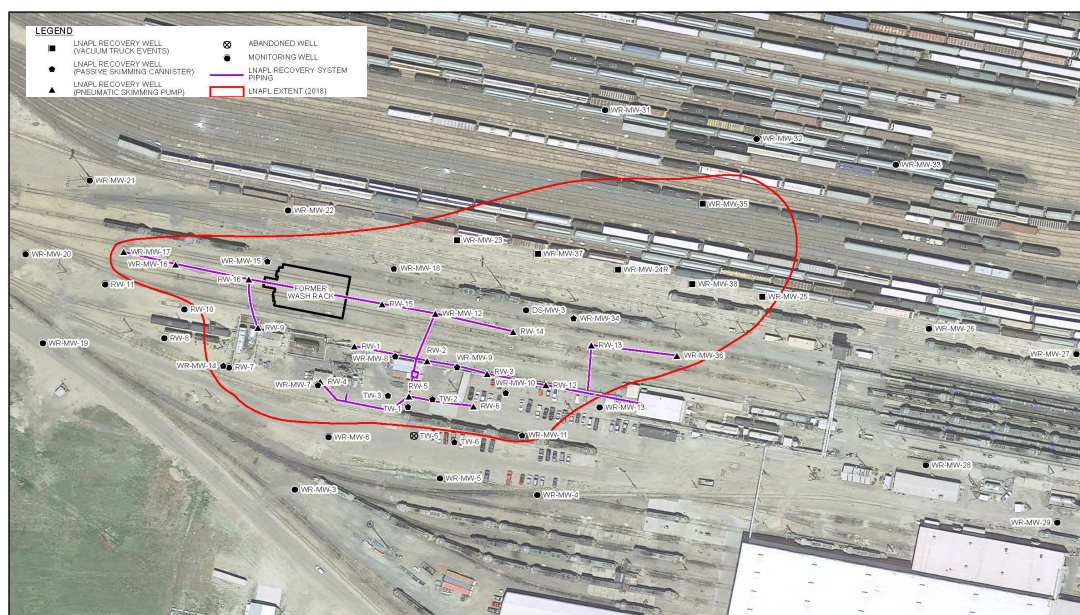 LEGEND
LNAPL RECOVERY WELL
(VACUUM TRUCK EVENTS)
LNAPL RECOVERY WELL
(PASSIVE SKIMMING CANNISTER)
LNAPL RECOVERY WELL
(PNEUMATIC SKIMMING PUMP)
ABANDONED WELL
MONITORING WELL
LNAPL RECOVERY SYSTEM
PIPING
LNAPL EXTENT (2018)
WR-MW-31
WR-MW-32
WR-MW-33
WR-MW-21
WR-MW-35
WR-MW-22
WR-MW-23
WR-MW-20
WR-MW-17
WR-MW-37
WR-MW-16
WR-MW-15
WR-MW-18
WR-MW-24R
RW-11
RW-16
WR-MW-38
FORMER
WASH RACK
WR-MW-25
RW-10
RW-15
WR-MW-12
DS-MW-3
WR-MW-34
RW-9
RW-14
WR-MW-26
RW-8
WR-MW-19
RW-1
RW-13
WR-MW-27
WR-MW-8
RW-2
WR-MW-36
WR-MW-14
RW-7
WR-MW-9
RW-3
WR-MW-7
RW-4
RW-5
WR-MW-10
RW-12
TW-3
TW-2
TW-1
RW-6
WR-MW-13
WR-MW-6
TW-5
TW-6
WR-MW-11
WR-MW-28
WR-MW-5
WR-MW-3
WR-MW-4
WR-MW-29